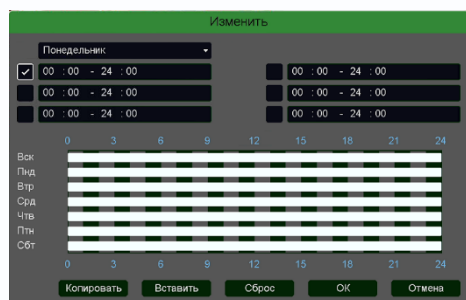 Изменить
Понедельник
00 : 00 - 24 : 00 00 : 00 - 24 : 00
00 : 00 - 24 : 00 00 : 00 - 24 : 00
00 : 00 - 24 : 00 00 : 00 - 24 : 00
0 3 6 9 12 15 18 21 24
Вск
Пнд
Втр
Срд
Чтв
Птн
Сбт
0 3 6 9 12 15 18 21 24
Копировать Вставить Сброс ОК Отмена